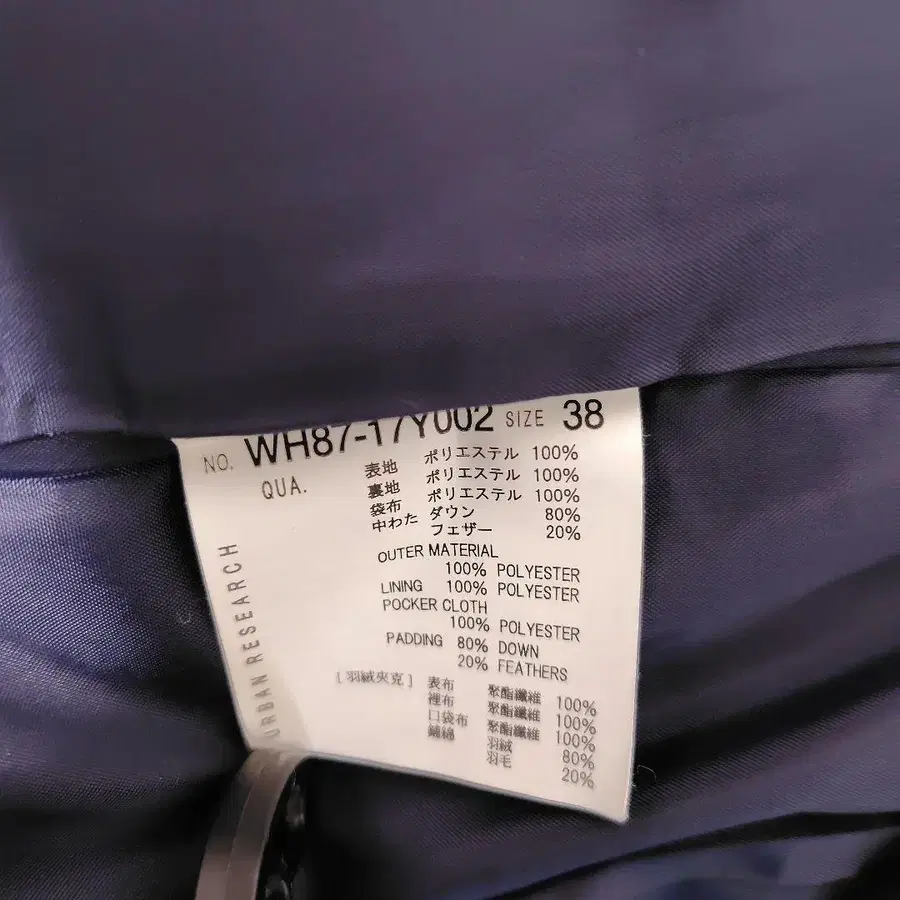 NO. WH87-17Y002 SIZE 38
QUA.
表地 ポリエステル 100%
裏地 ポリエステル 100%
袋布 ポリエステル 100%
中わた ダウン 80%
フェザー 20%
OUTER MATERIAL
100% POLYESTER
LINING 100% POLYESTER
POCKER CLOTH
100% POLYESTER
PADDING 80% DOWN
20% FEATHERS
[羽絨夾克] 表布 聚酯纖維 100%
裡布 聚酯纖維 100%
口袋布 聚酯纖維 100%
鋪綿 羽絨 80%
羽毛 20%
URBAN RESEARCH